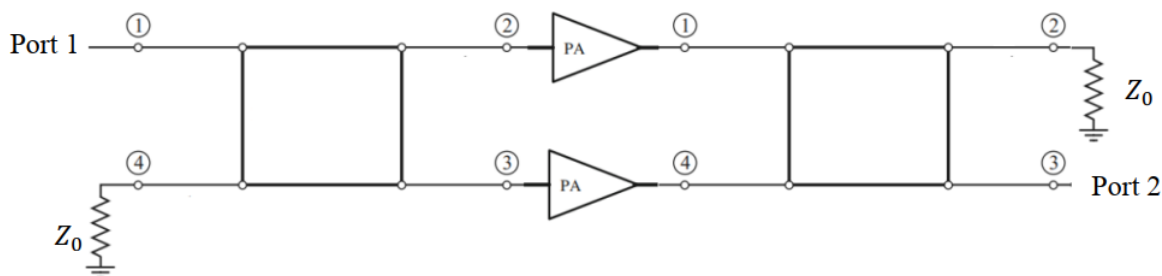 ① ② ① ②
Port 1 PA Z₀
④ ③ ④ ③
Z₀ PA Port 2